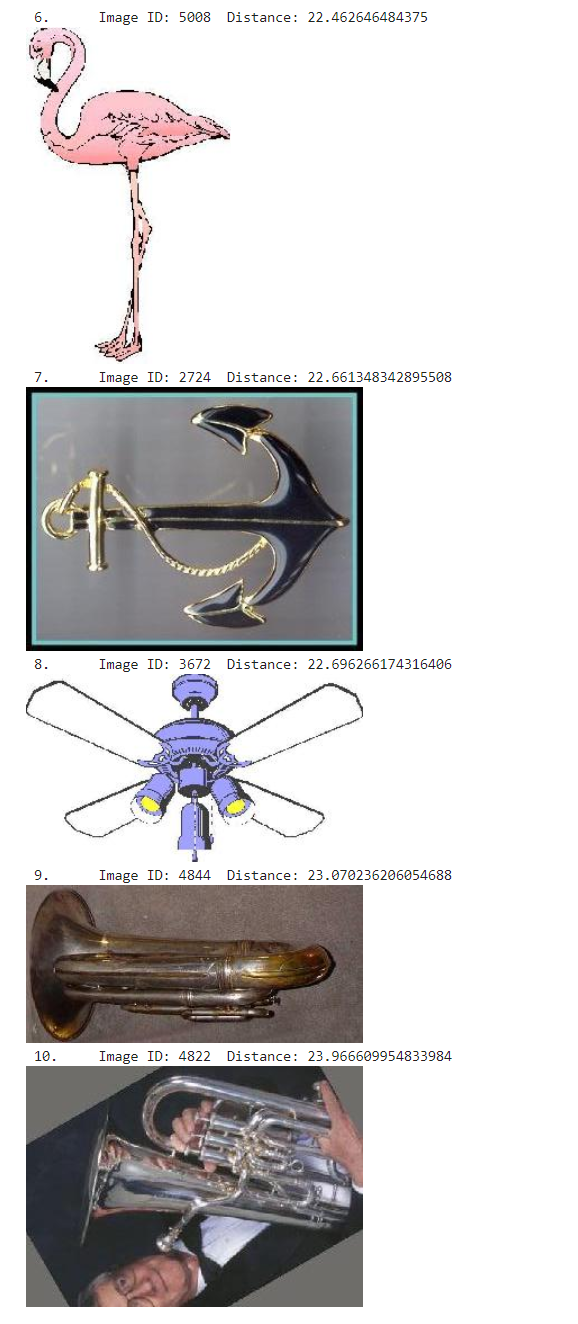 6. Image ID: 5008 Distance: 22.462646484375
7. Image ID: 2724 Distance: 22.661348342895508
8. Image ID: 3672 Distance: 22.696266174316406
9. Image ID: 4844 Distance: 23.070236206054688
10. Image ID: 4822 Distance: 23.966609954833984